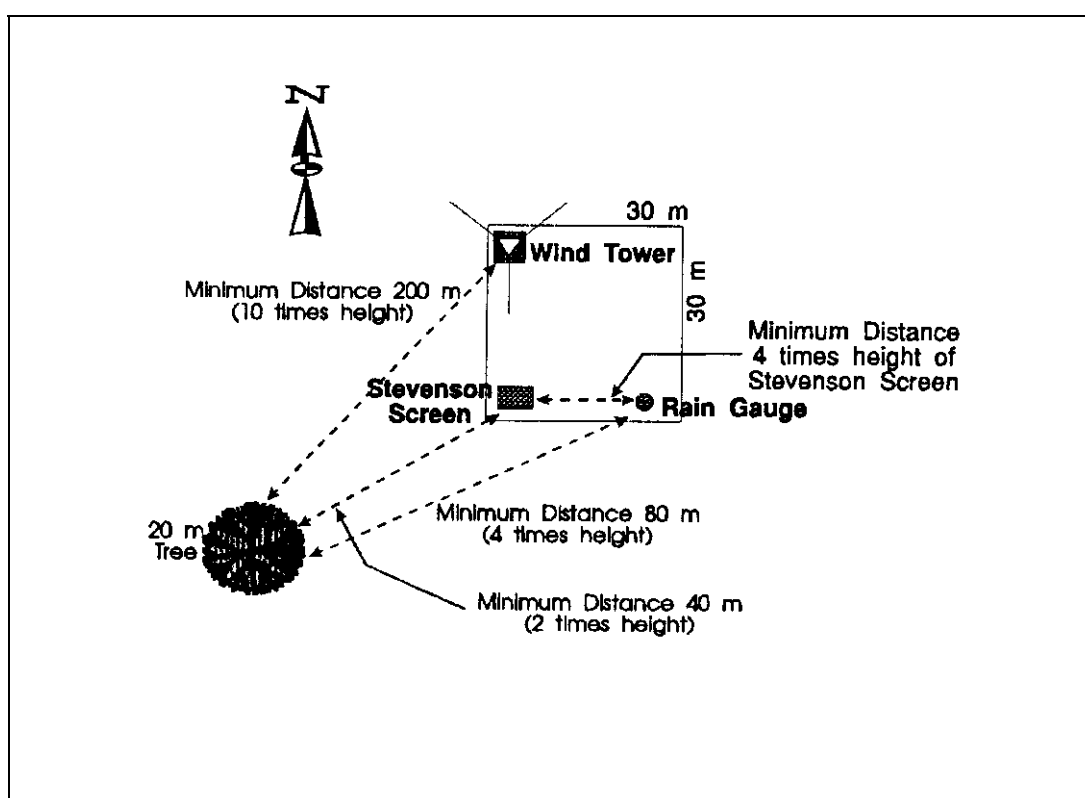 N
30 m
Wind Tower
30 m
Minimum Distance 200 m
(10 times height)
Minimum Distance
4 times height of
Stevenson Screen
Stevenson
Screen
Rain Gauge
Minimum Distance 80 m
(4 times height)
20 m
Tree
Minimum Distance 40 m
(2 times height)